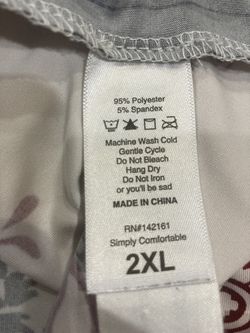 95% Polyester
5% Spandex
Machine Wash Cold
Gentle Cycle
Do Not Bleach
Hang Dry
Do Not Iron
or you'll be sad
MADE IN CHINA
RN#142161
Simply Comfortable
2XL